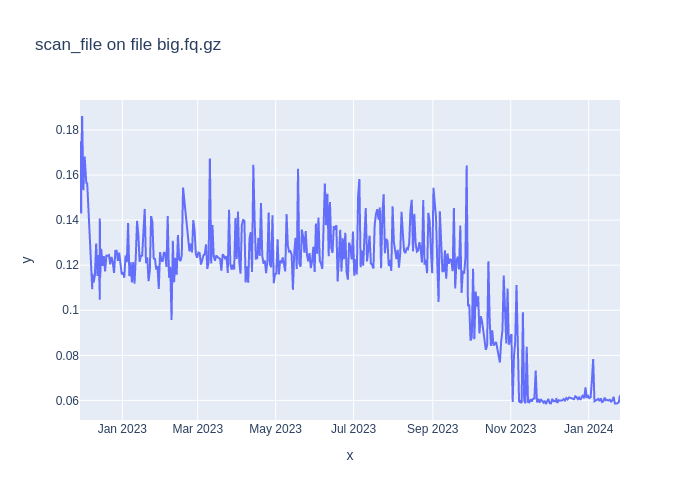 scan_file on file big.fq.gz
0.18
0.16
0.14
0.12
0.1
0.08
0.06
y
Jan 2023
Mar 2023
May 2023
Jul 2023
Sep 2023
Nov 2023
Jan 2024
x